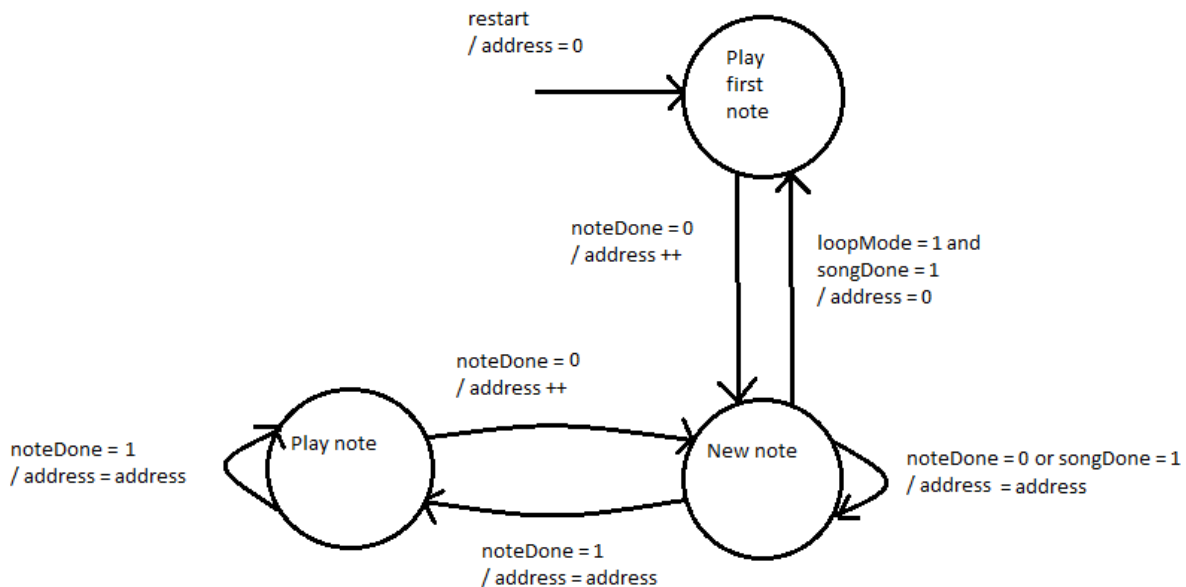 restart
/ address = 0
Play
first
note
noteDone = 0
/ address ++
loopMode = 1 and
songDone = 1
/ address = 0
noteDone = 0
/ address ++
noteDone = 1
/ address = address
Play note
New note
noteDone = 0 or songDone = 1
/ address = address
noteDone = 1
/ address = address